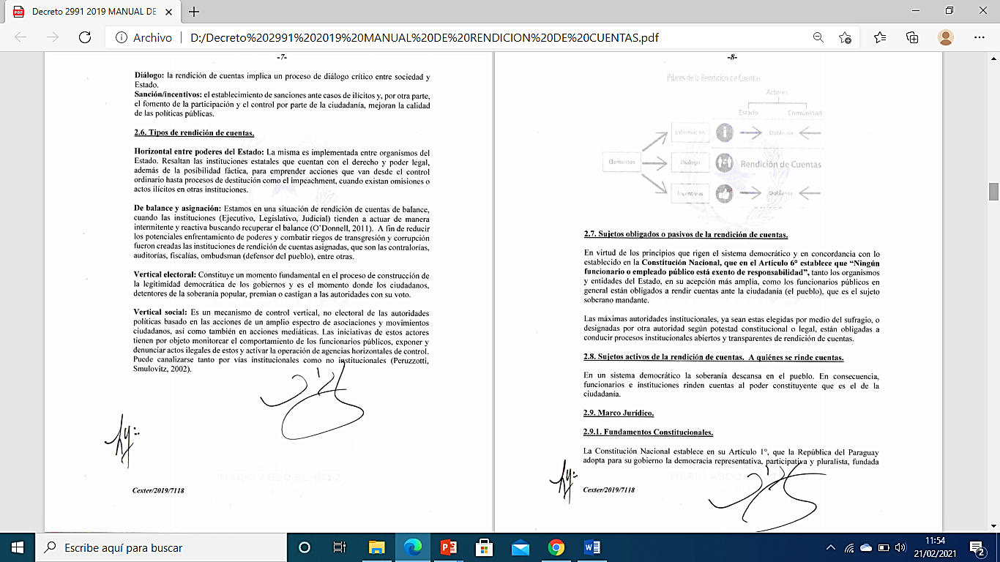 Decreto 2991 2019 MANUAL DE
Archivo
D:/Decreto%202991%202019%20MANUAL%20DE%20RENDICION%20DE%20CUENTAS.pdf
-7-
Diálogo: la rendición de cuentas implica un proceso de diálogo crítico entre sociedad y
Estado.
Sanción/incentivos: el establecimiento de sanciones ante casos de ilícitos y, por otra parte,
el fomento de la participación y el control por parte de la ciudadanía, mejoran la calidad
de las políticas públicas.
2.6. Tipos de rendición de cuentas.
Horizontal entre poderes del Estado: La misma es implementada entre organismos del
Estado. Resaltan las instituciones estatales que cuentan con el derecho y poder legal,
además de la posibilidad fáctica, para emprender acciones que van desde el control
ordinario hasta procesos de destitución como el impeachment, cuando existan omisiones o
actos ilícitos en otras instituciones.
De balance y asignación: Estamos en una situación de rendición de cuentas de balance,
cuando las instituciones (Ejecutivo, Legislativo, Judicial) tienden a actuar de manera
intermitente y reactiva buscando recuperar el balance (O'Donnell, 2011). A fin de reducir
los potenciales enfrentamiento de poderes y combatir riegos de transgresión y corrupción
fueron creadas las instituciones de rendición de cuentas asignadas, que son las contralorías,
auditorías, fiscalías, ombudsman (defensor del pueblo), entre otras.
Vertical electoral: Constituye un momento fundamental en el proceso de construcción de
la legitimidad democrática de los gobiernos y es el momento donde los ciudadanos,
detentores de la soberanía popular, premian o castigan a las autoridades con su voto.
Vertical social: Es un mecanismo de control vertical, no electoral de las autoridades
políticas basado en las acciones de un amplio espectro de asociaciones y movimientos
ciudadanos, así como también en acciones mediáticas. Las iniciativas de estos actores
tienen por objeto monitorear el comportamiento de los funcionarios públicos, exponer y
denunciar actos ilegales de estos y activar la operación de agencias horizontales de control.
Puede canalizarse tanto por vías institucionales como no institucionales (Peruzzotti,
Smulovitz, 2002).
Cexter/2019/7118
-8-
Pilares de la Rendición de Cuentas
Actores
Estado Comunidad
Elementos
Información
Doble vía
Diálogo
Rendición de Cuentas
Incentivos
Doble vía
2.7. Sujetos obligados o pasivos de la rendición de cuentas.
En virtud de los principios que rigen el sistema democrático y en concordancia con lo
establecido en la Constitución Nacional, que en el Artículo 6° establece que “Ningún
funcionario o empleado público está exento de responsabilidad”, tanto los organismos
y entidades del Estado, en su acepción más amplia, como los funcionarios públicos en
general están obligados a rendir cuentas ante la ciudadanía (el pueblo), que es el sujeto
soberano mandante.
Las máximas autoridades institucionales, ya sean estas elegidas por medio del sufragio, o
designadas por otra autoridad según potestad constitucional o legal, están obligadas a
conducir procesos institucionales abiertos y transparentes de rendición de cuentas.
2.8. Sujetos activos de la rendición de cuentas. A quiénes se rinde cuentas.
En un sistema democrático la soberanía descansa en el pueblo. En consecuencia,
funcionarios e instituciones rinden cuentas al poder constituyente que es el de la
ciudadanía.
2.9. Marco Jurídico.
2.9.1. Fundamentos Constitucionales.
La Constitución Nacional establece en su Artículo 1°, que la República del Paraguay
adopta para su gobierno la democracia representativa, participativa y pluralista, fundada
Cexter/2019/7118
Escribe aquí para buscar
11:54
21/02/2021
2